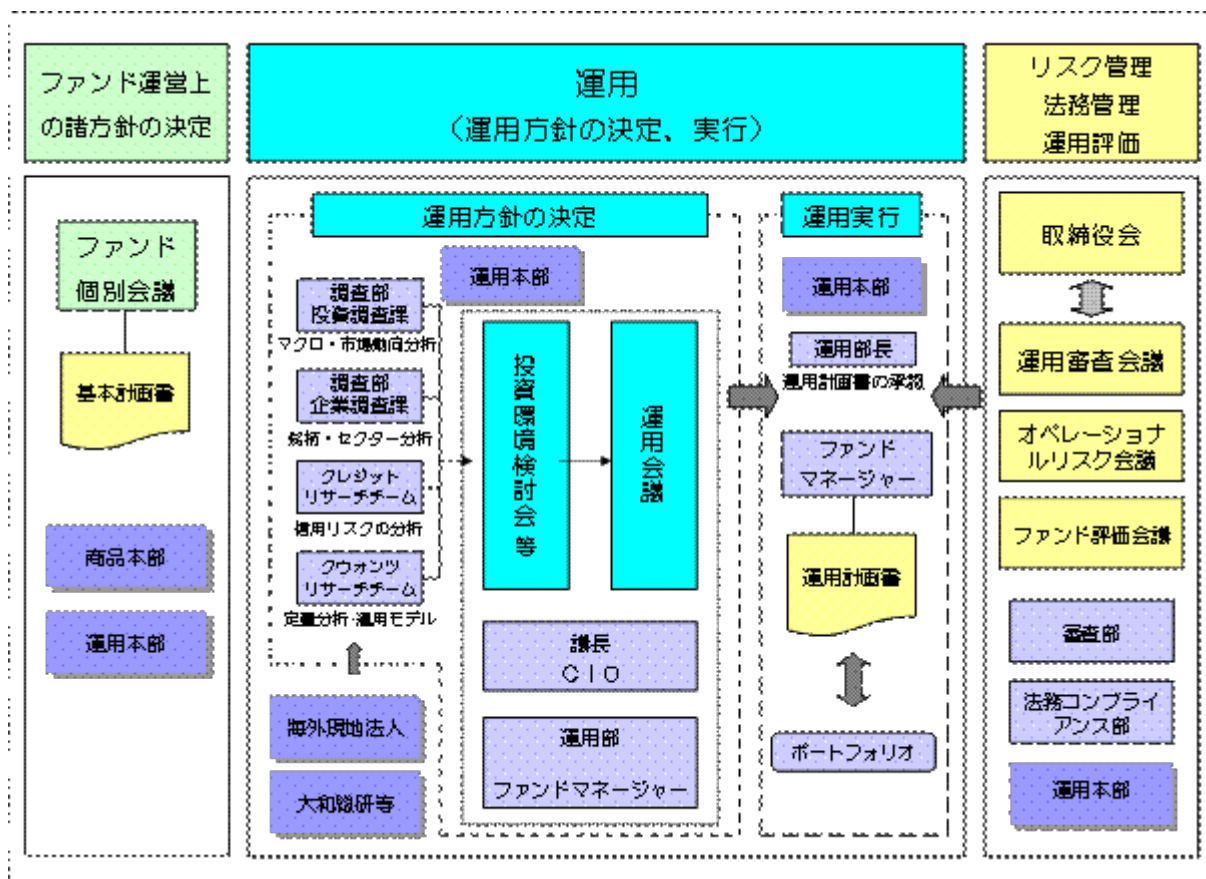 ファンド運営上
の諸方針の決定
運用
（運用方針の決定、実行）
リスク管理
法務管理
運用評価
ファンド
個別会議
基本計画書
商品本部
運用本部
運用方針の決定
運用本部
調査部
投資調査課
マクロ・市場動向分析
調査部
企業調査課
銘柄・セクター分析
クレジット
リサーチチーム
信用リスクの分析
クウォンツ
リサーチチーム
定量分析・運用モデル
海外現地法人
大和総研等
投資環境検討会等
運用会議
議長
ＣＩＯ
運用部
ファンドマネージャー
運用実行
運用本部
運用部長
運用計画書の承認
ファンド
マネージャー
運用計画書
ポートフォリオ
取締役会
運用審査会議
オペレーショナ
ルリスク会議
ファンド評価会議
審査部
法務コンプライ
アンス部
運用本部